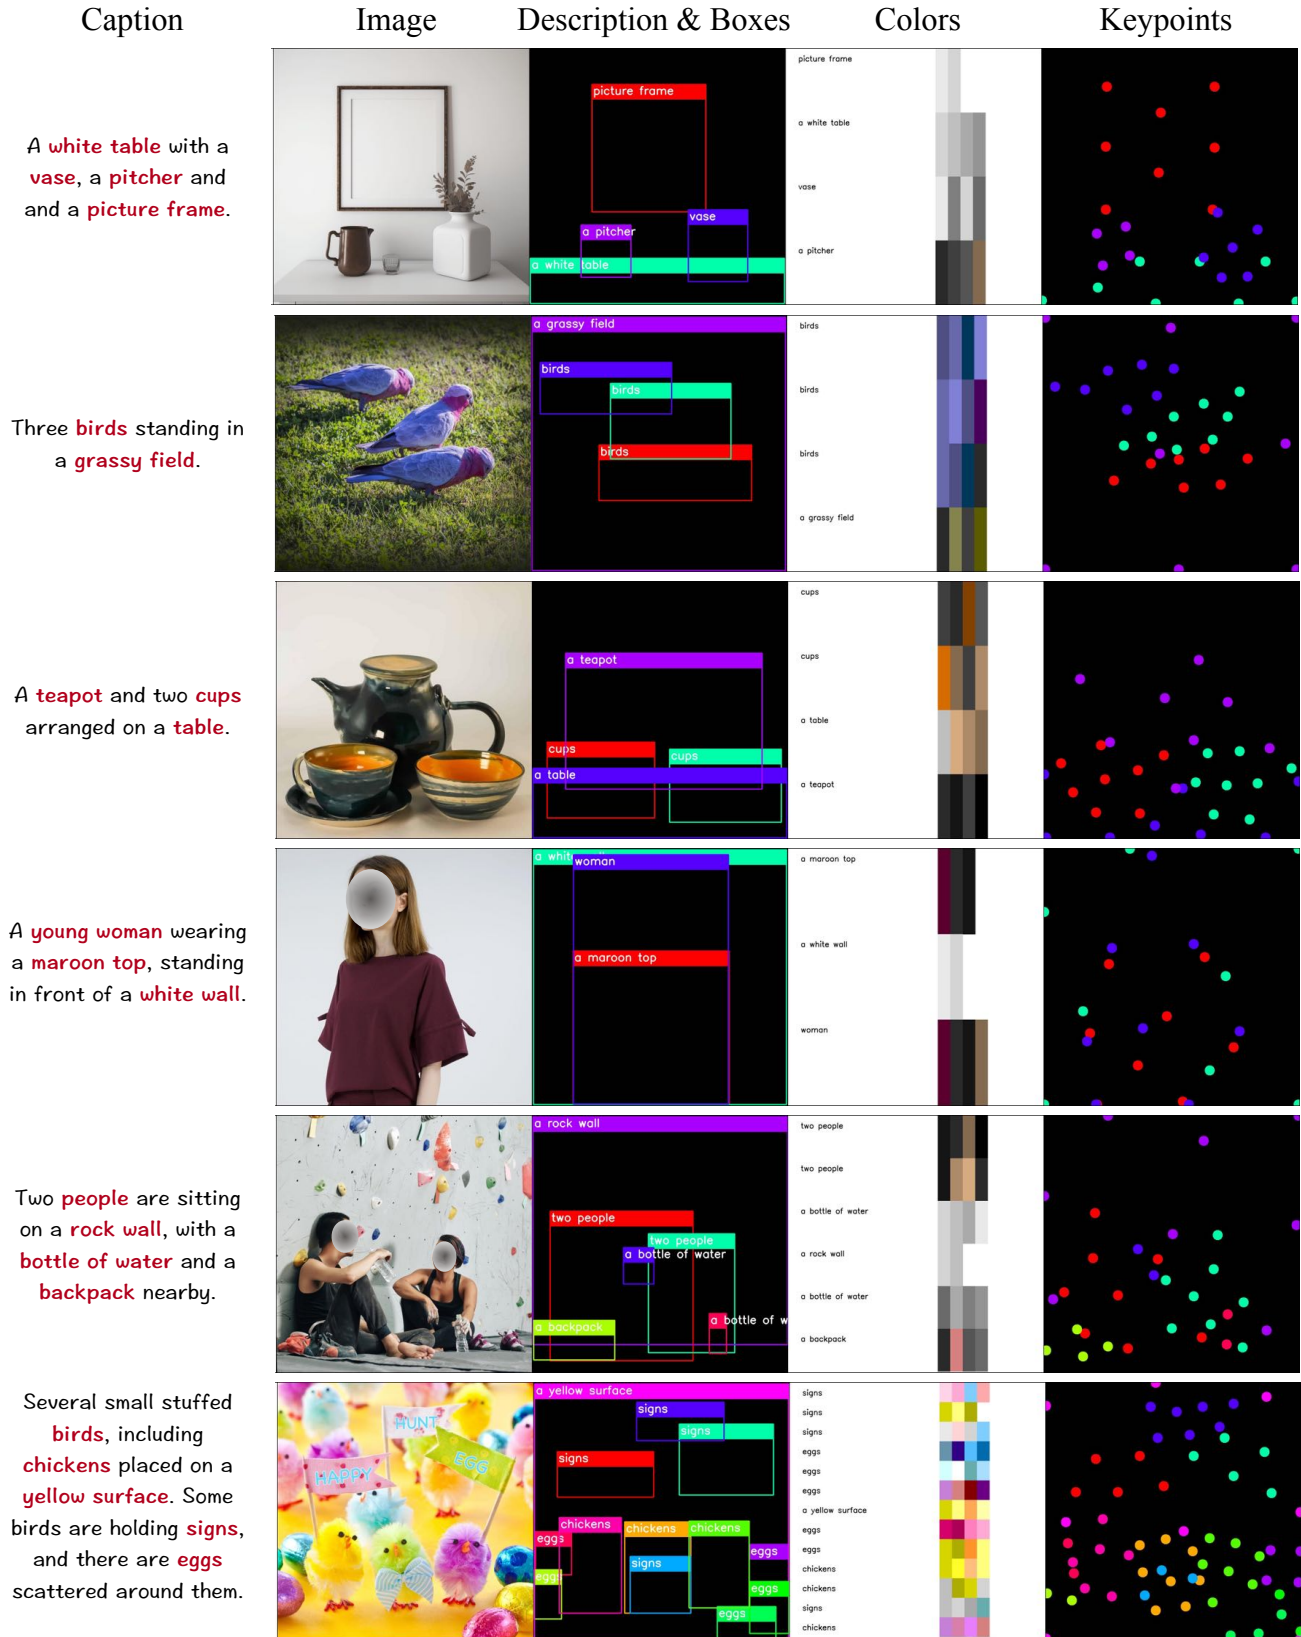 Caption Image Description & Boxes Colors Keypoints
A white table with a
vase, a pitcher and
and a picture frame.
picture frame
vase
a pitcher
a white table
picture frame
a white table
vase
a pitcher
Three birds standing in
a grassy field.
a grassy field
birds
birds
birds
birds
birds
birds
a grassy field
A teapot and two cups
arranged on a table.
a teapot
cups
cups
a table
cups
cups
a table
a teapot
A young woman wearing
a maroon top, standing
in front of a white wall.
a white
woman
a maroon top
a maroon top
a white wall
woman
Two people are sitting
on a rock wall, with a
bottle of water and a
backpack nearby.
a rock wall
two people
two people
a bottle of water
a bottle of w
a backpack
two people
two people
a bottle of water
a rock wall
a bottle of water
a backpack
Several small stuffed
birds, including
chickens placed on a
yellow surface. Some
birds are holding signs,
and there are eggs
scattered around them.
HUNT
EGG
HAPPY
a yellow surface
signs
signs
signs
chickens
chickens
chickens
eggs
eggs
signs
eggs
eggs
eggs
signs
signs
signs
eggs
eggs
eggs
a yellow surface
eggs
eggs
chickens
chickens
signs
chickens